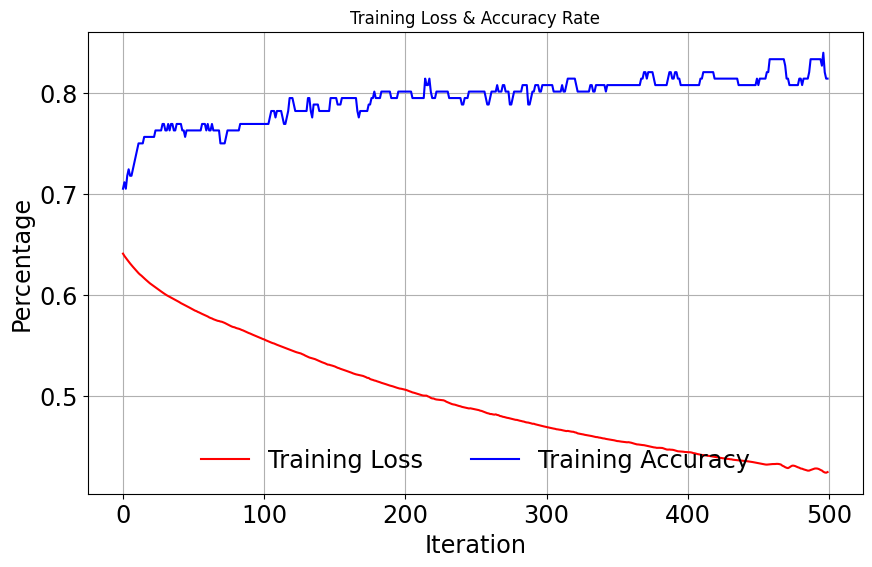 Training Loss & Accuracy Rate
Percentage
0.8
0.7
0.6
0.5
Training Loss
Training Accuracy
0
100
200
300
400
500
Iteration